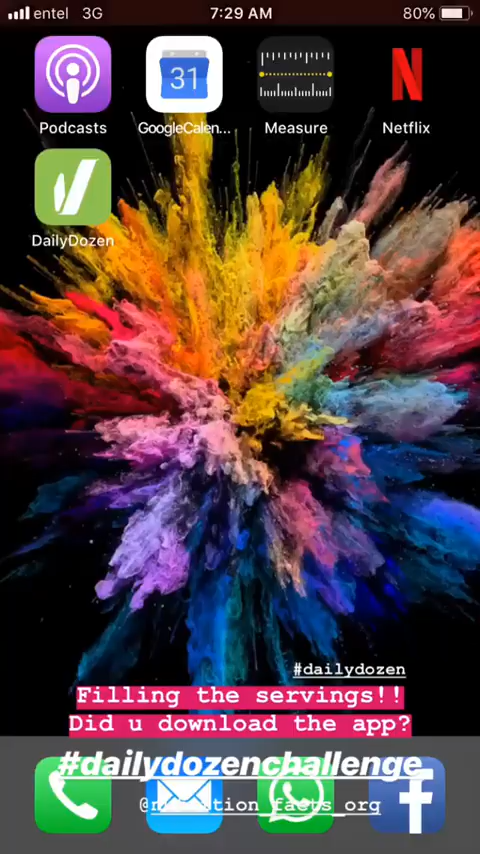 entel 3G 7:29 AM 80%
31
Podcasts GoogleCalen... Measure Netflix
DailyDozen
#dailydozen
Filling the servings!!
Did u download the app?
#dailydozenchallenge
@nutrition_facts_org